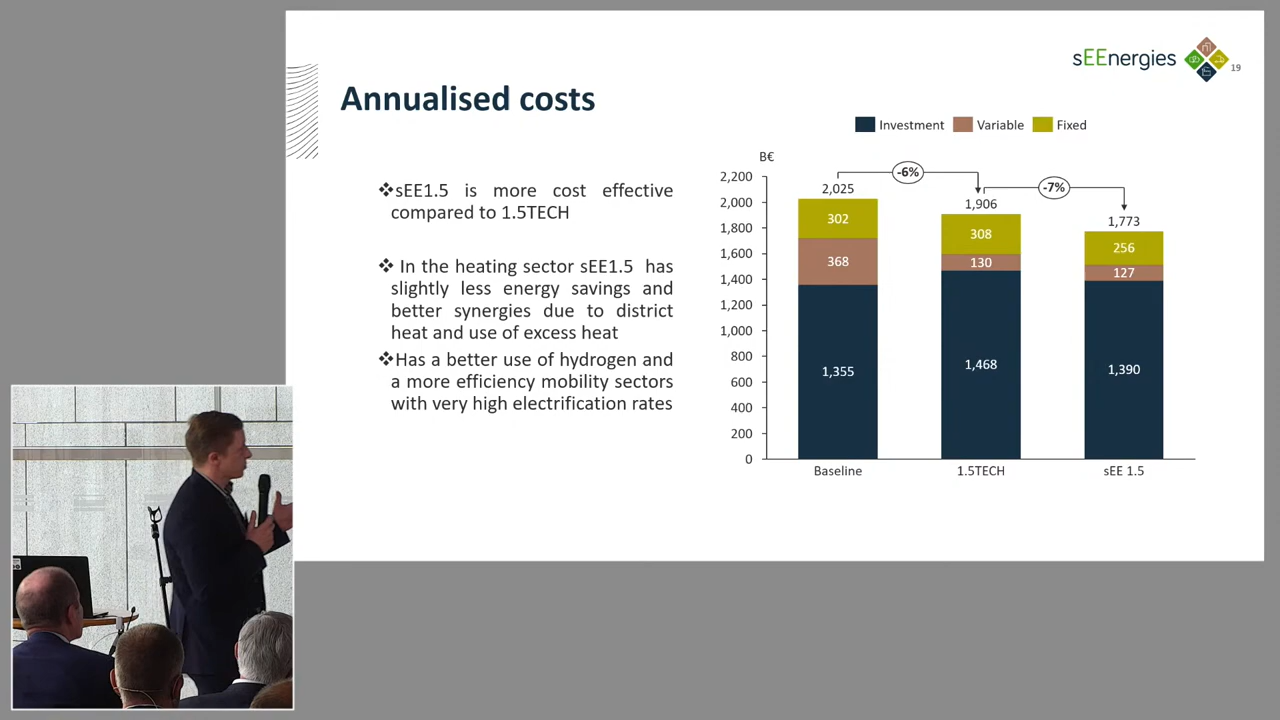 sEEnergies
19
Annualised costs
Investment Variable Fixed
❖sEE1.5 is more cost effective
compared to 1.5TECH
❖ In the heating sector sEE1.5 has
slightly less energy savings and
better synergies due to district
heat and use of excess heat
❖Has a better use of hydrogen and
a more efficiency mobility sectors
with very high electrification rates
B€
2,200
2,000
1,800
1,600
1,400
1,200
1,000
800
600
400
200
0
-6%
-7%
2,025
302
368
1,355
Baseline
1,906
308
130
1,468
1.5TECH
1,773
256
127
1,390
sEE 1.5